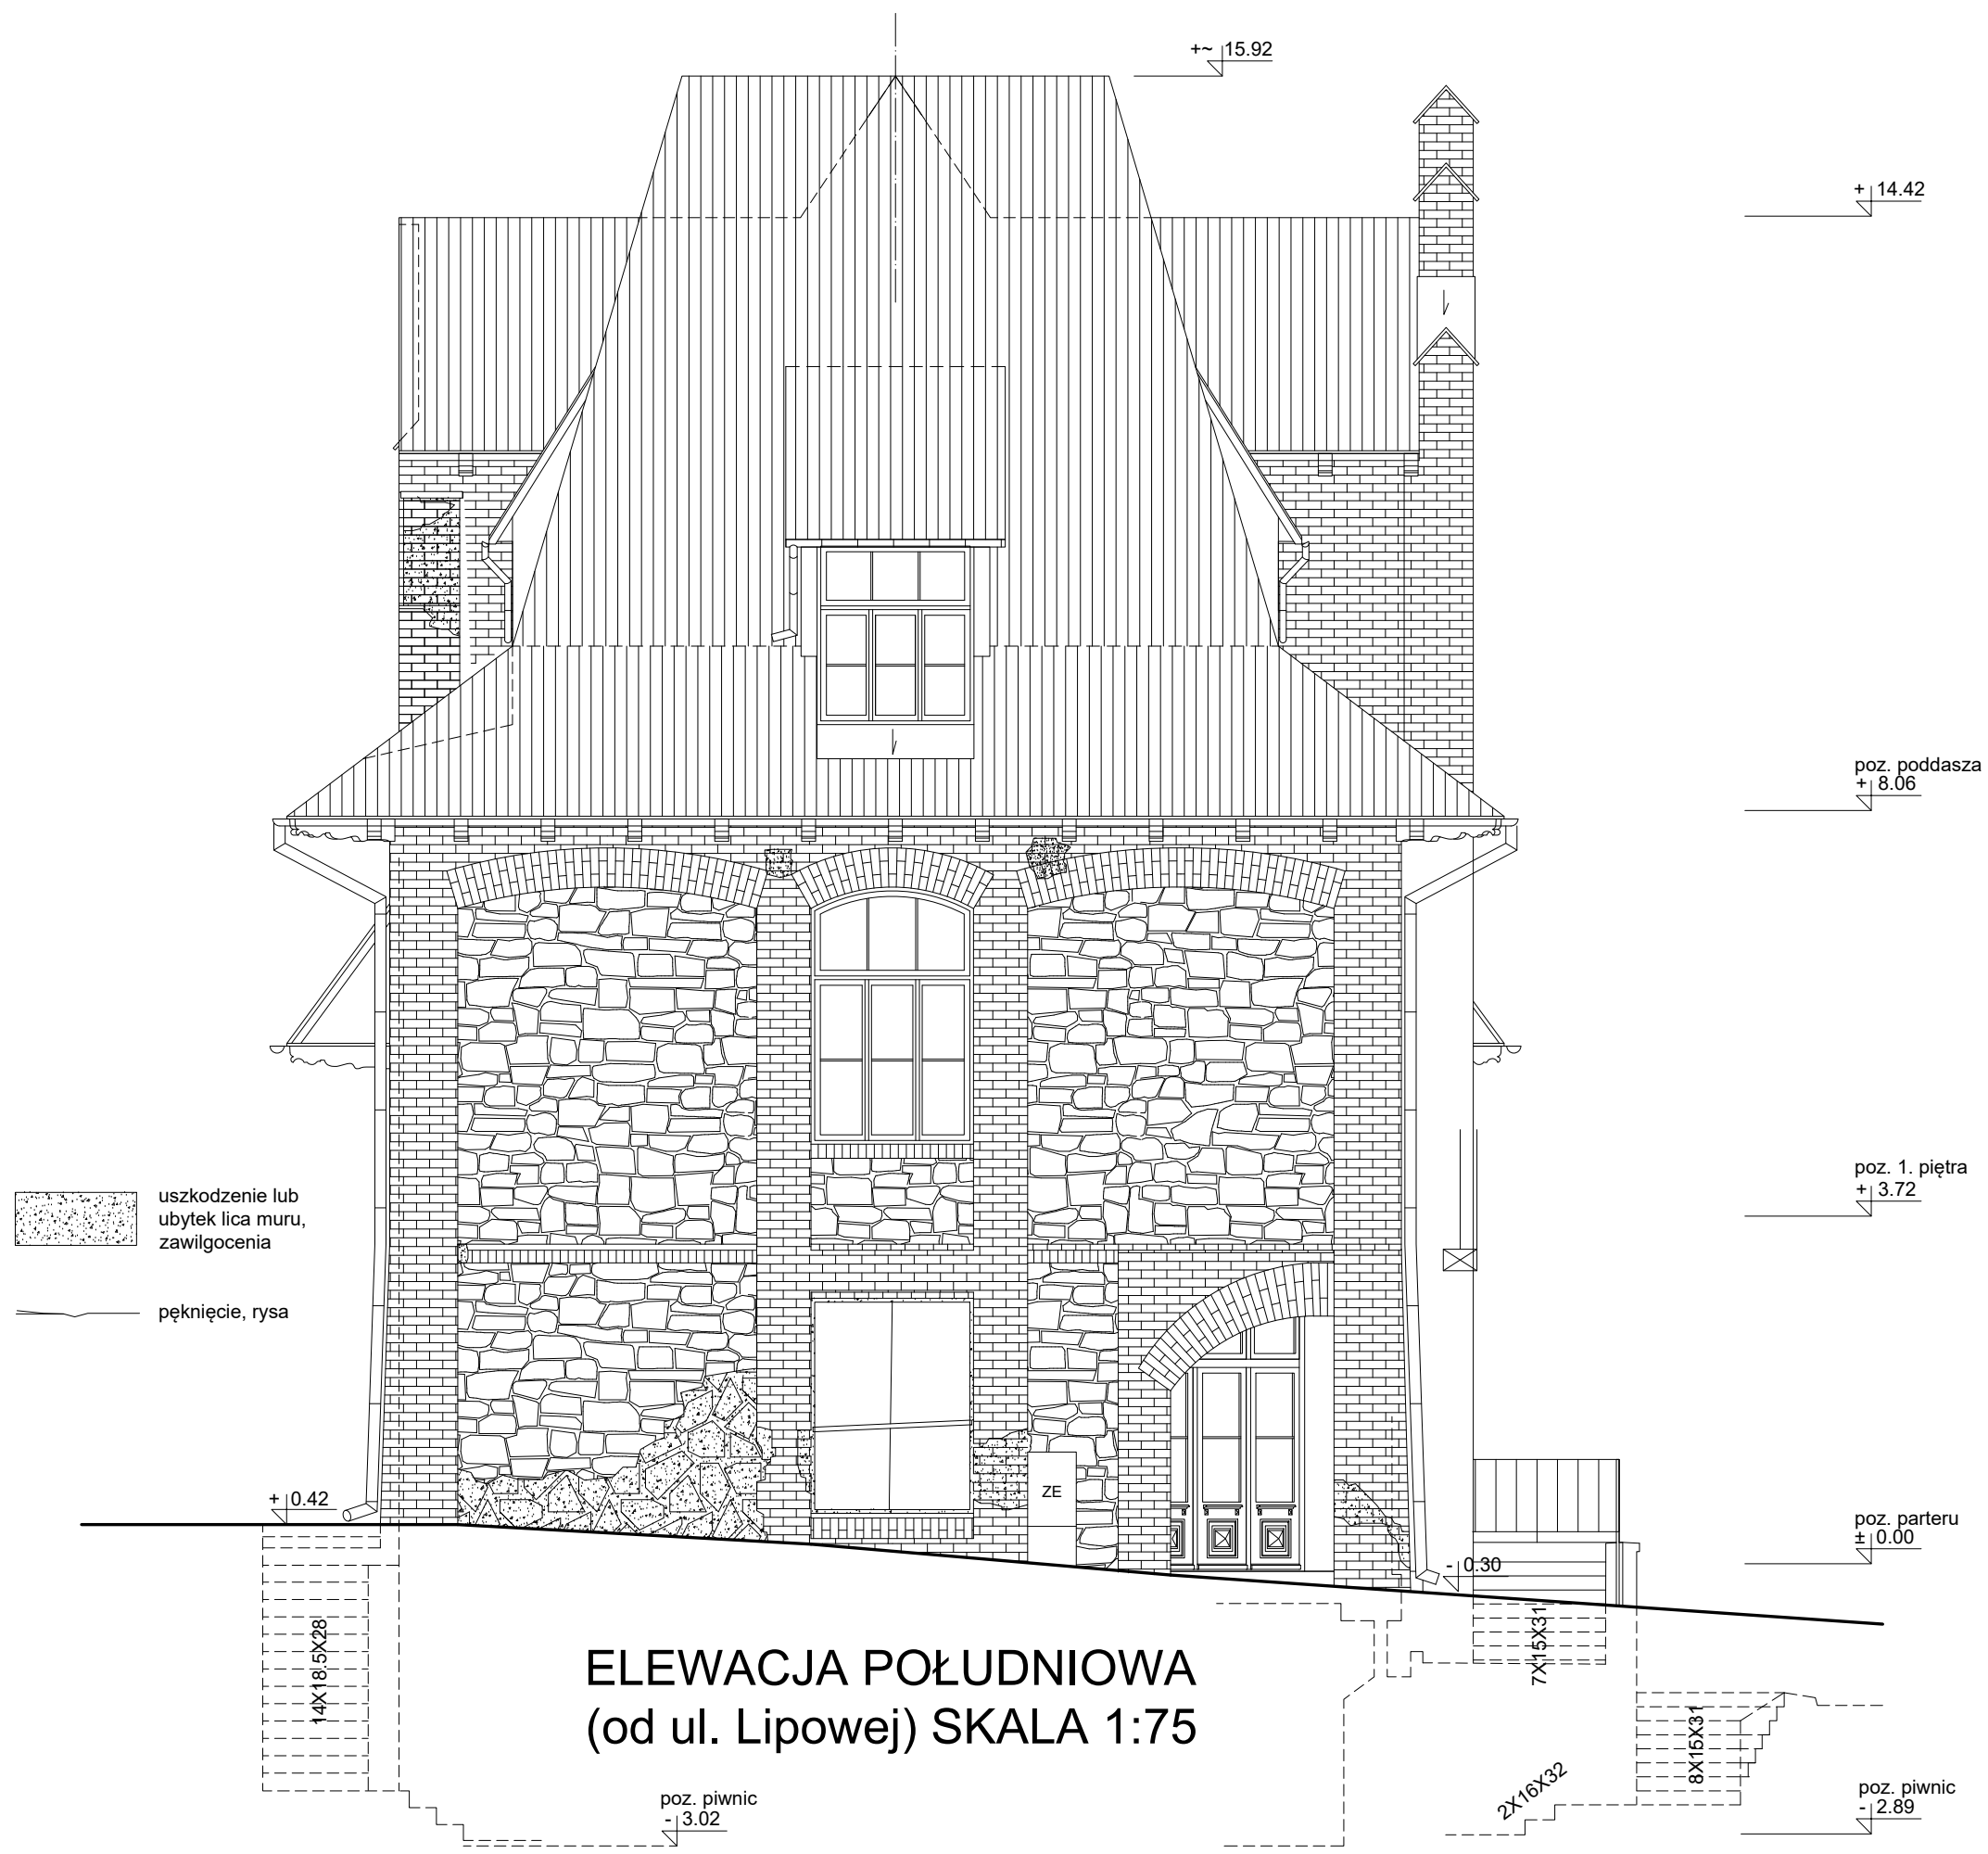 +~ 15.92
+ 14.42
poz. poddasza
+ 8.06
poz. 1. piętra
+ 3.72
uszkodzenie lub
ubytek lica muru,
zawilgocenia
pęknięcie, rysa
+ 0.42
ZE
poz. parteru
± 0.00
- 0.30
14X18.5X28
7X15X31
ELEWACJA POŁUDNIOWA
(od ul. Lipowej) SKALA 1:75
8X15X31
2X16X32
poz. piwnic
- 3.02
poz. piwnic
- 2.89